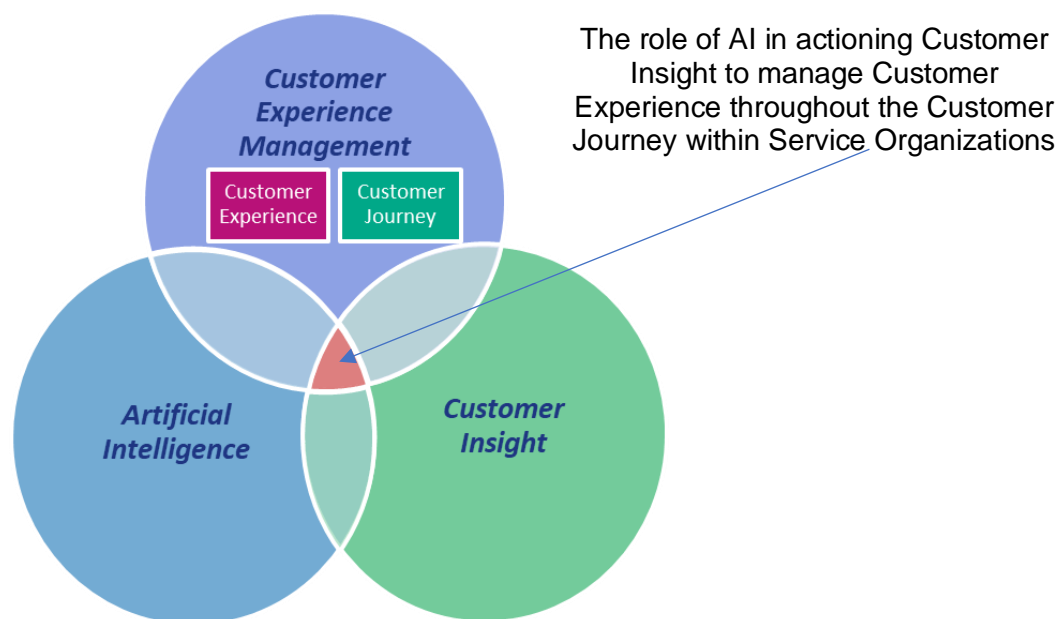 The role of AI in actioning Customer
Insight to manage Customer
Experience throughout the Customer
Journey within Service Organizations
Customer
Experience
Management
Customer
Experience
Customer
Journey
Artificial
Intelligence
Customer
Insight